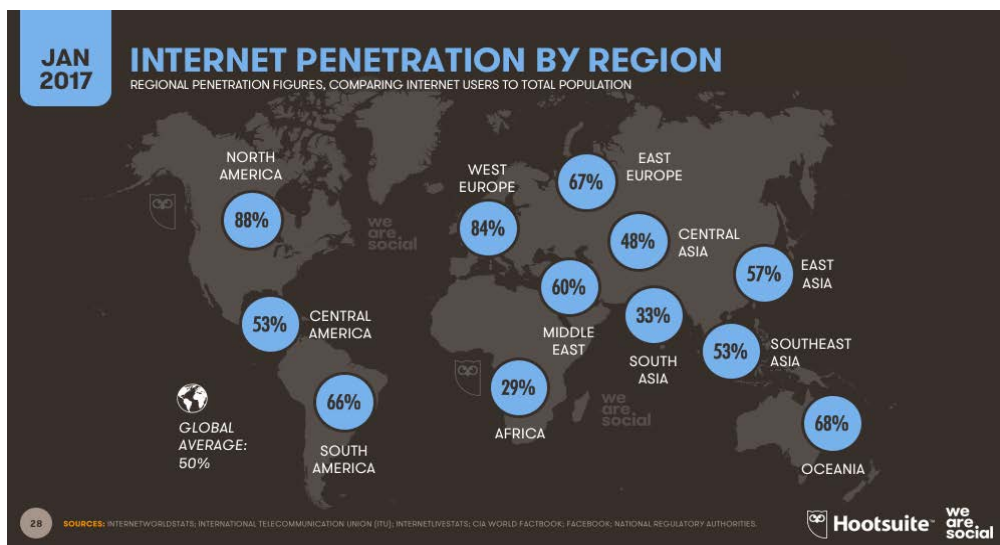 JAN
2017
INTERNET PENETRATION BY REGION
REGIONAL PENETRATION FIGURES, COMPARING INTERNET USERS TO TOTAL POPULATION
NORTH
AMERICA
88%
we
are
social
WEST
EUROPE
84%
67%
EAST
EUROPE
48%
CENTRAL
ASIA
57%
EAST
ASIA
60%
MIDDLE
EAST
33%
SOUTH
ASIA
53%
CENTRAL
AMERICA
53%
SOUTHEAST
ASIA
66%
SOUTH
AMERICA
29%
AFRICA
we
are
social
68%
OCEANIA
GLOBAL
AVERAGE:
50%
28
SOURCES: INTERNETWORLDSTATS; INTERNATIONAL TELECOMMUNICATION UNION (ITU); INTERNETLIVESTATS; CIA WORLD FACTBOOK; FACEBOOK; NATIONAL REGULATORY AUTHORITIES.
Hootsuite™
we
are
social